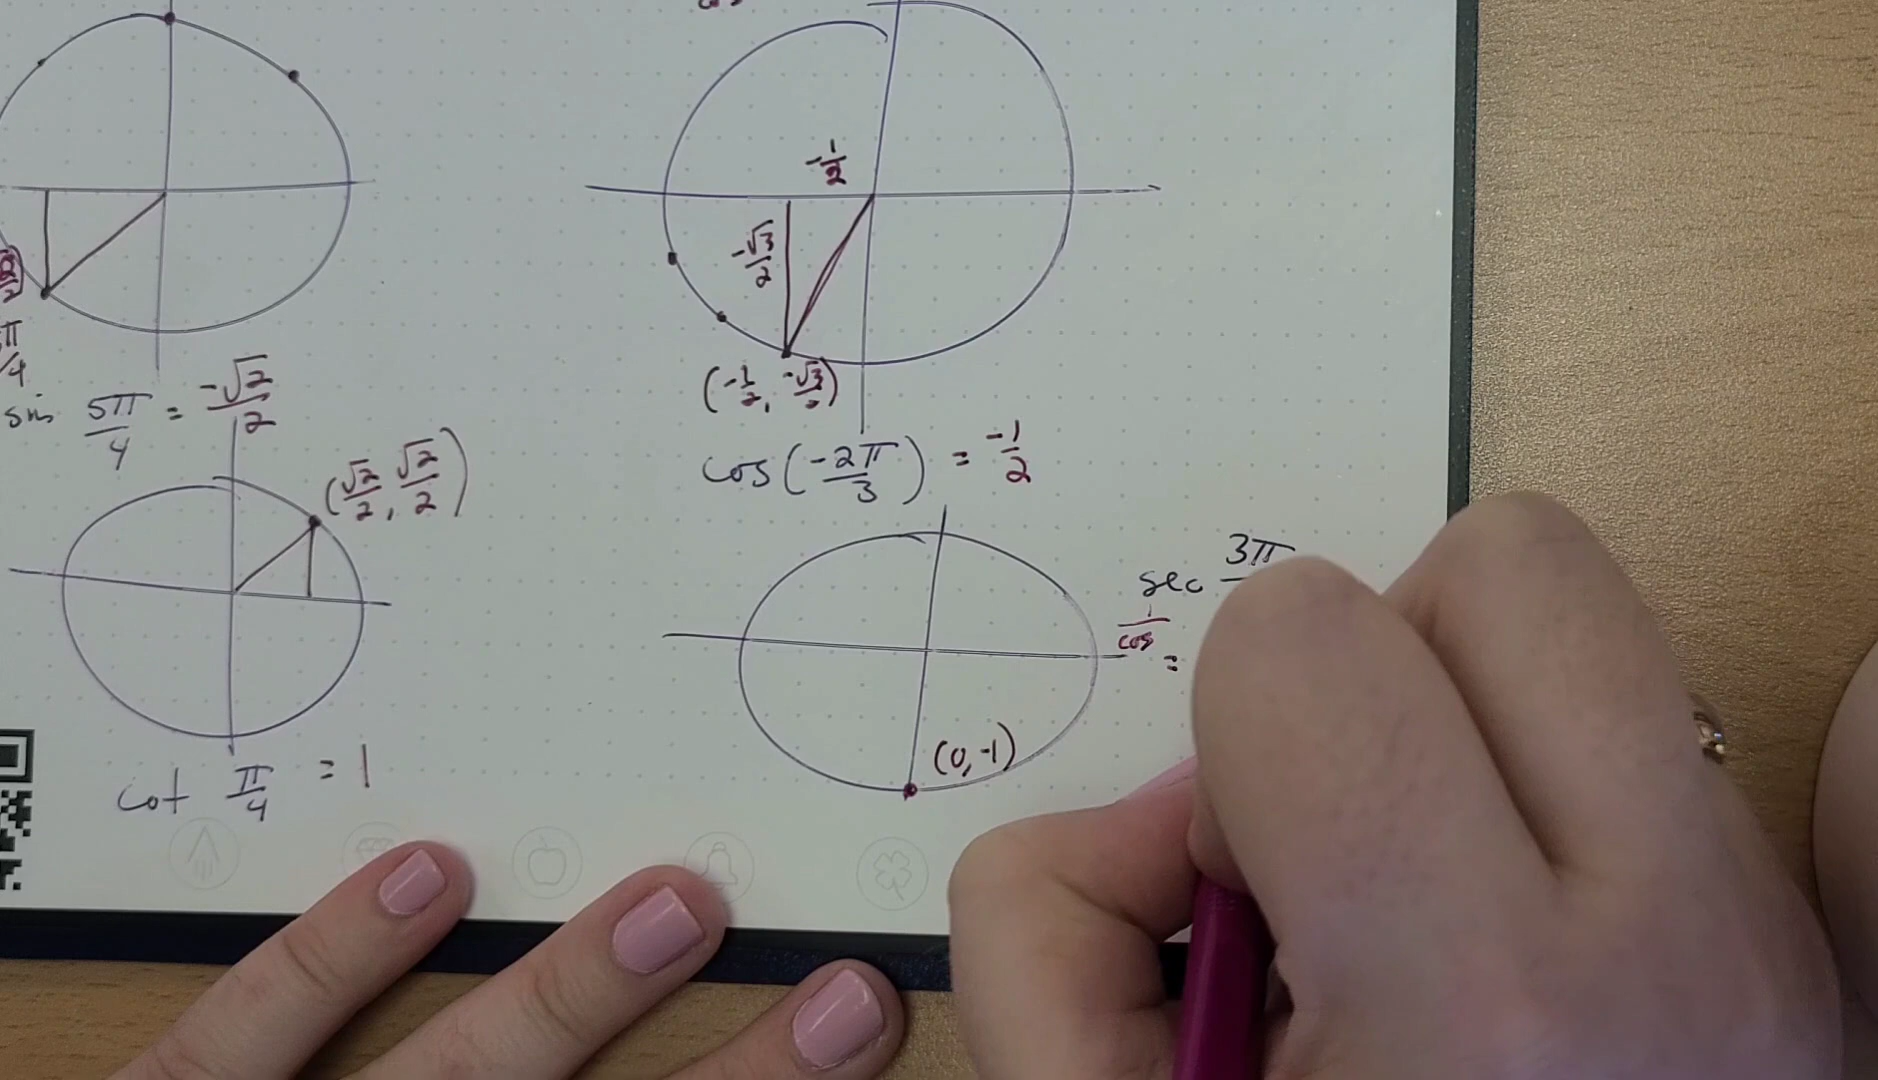 -1/2
-√3/2
(-1/2, -√3/2)
sin 5π/4 = -√2/2
cos(-2π/3) = -1/2
(√2/2, √2/2)
sec 3π
1/cos =
(0,-1)
cot π/4 = 1